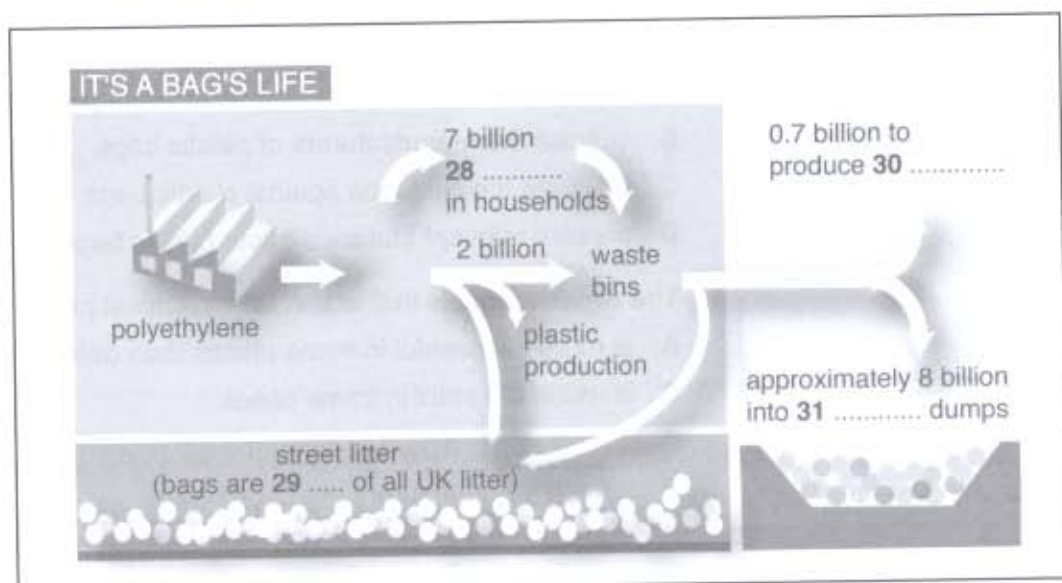 IT'S A BAG'S LIFE
7 billion
28 ...........
in households
0.7 billion to
produce 30 .............
2 billion
waste
bins
polyethylene
plastic
production
approximately 8 billion
into 31 ............ dumps
street litter
(bags are 29 ..... of all UK litter)